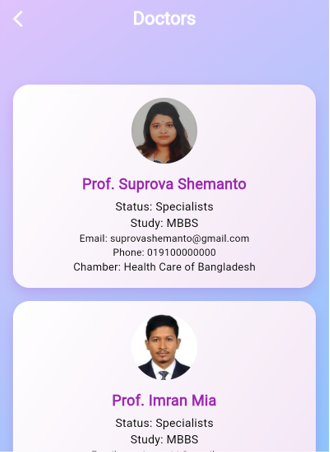 Doctors
Prof. Suprova Shemanto
Status: Specialists
Study: MBBS
Email: suprovashemanto@gmail.com
Phone: 019100000000
Chamber: Health Care of Bangladesh
Prof. Imran Mia
Status: Specialists
Study: MBBS